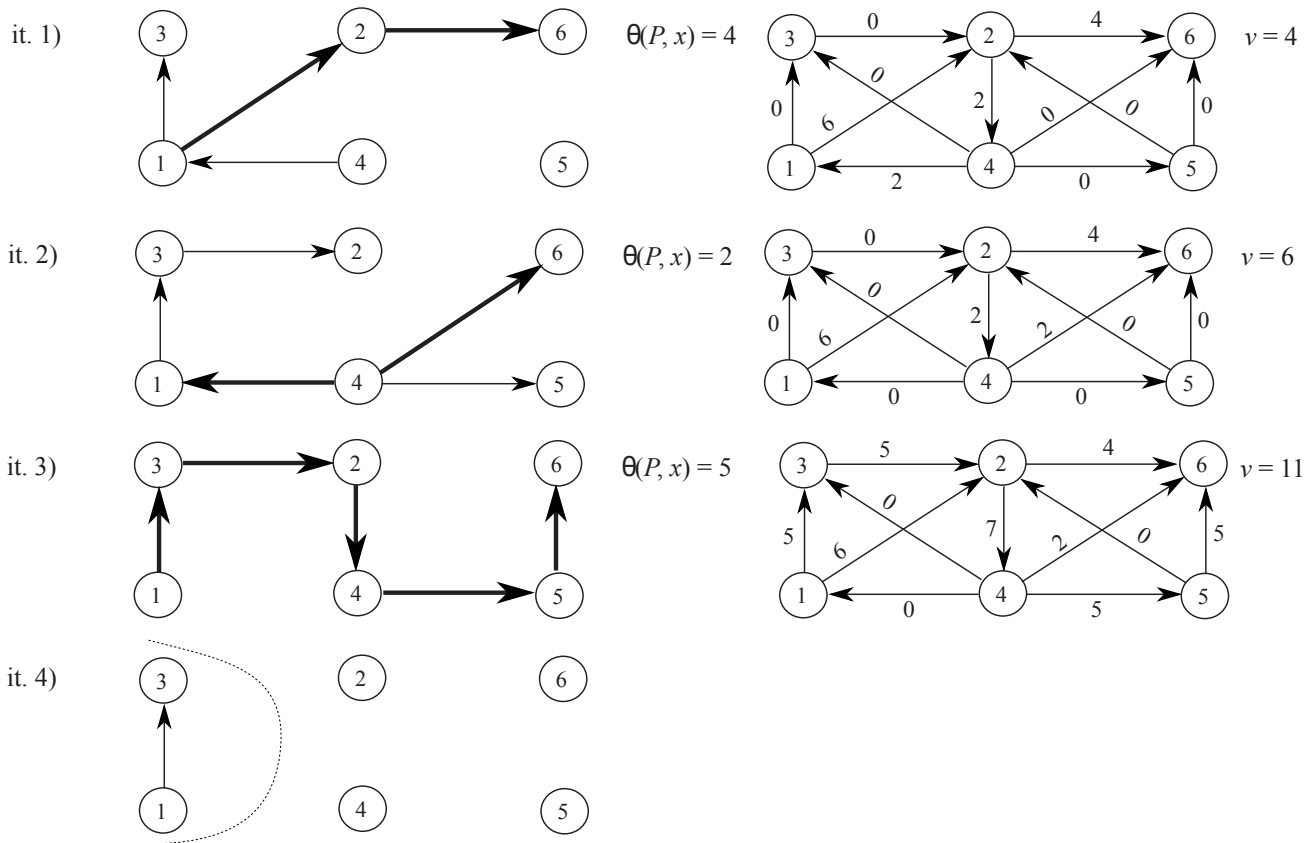 it. 1)
3 2 6
1 4 5
θ(P, x) = 4
3 0 2 4 6
0 6 0 2 0 0 0
1 2 4 0 5
v = 4
it. 2)
3 2 6
1 4 5
θ(P, x) = 2
3 0 2 4 6
0 6 0 2 2 0 0
1 0 4 0 5
v = 6
it. 3)
3 2 6
1 4 5
θ(P, x) = 5
3 5 2 4 6
5 6 0 7 2 0 5
1 0 4 5 5
v = 11
it. 4)
3 2 6
1 4 5